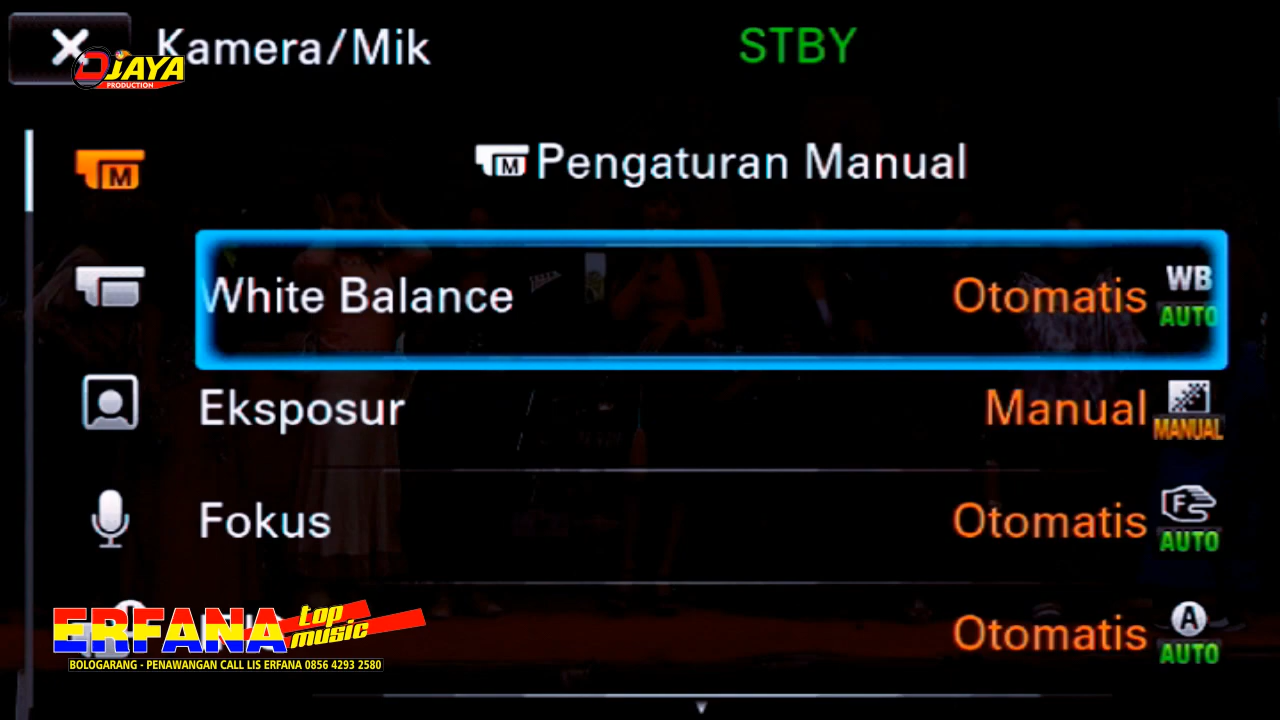 Kamera/Mik
STBY
DJAYA
PRODUCTION
M
M Pengaturan Manual
White Balance
Otomatis
WB
AUTO
Eksposur
Manual
MANUAL
Fokus
Otomatis
F
AUTO
Otomatis
A
AUTO
ERFANA
top
music
BOLOGARANG - PENAWANGAN CALL LIS ERFANA 0856 4293 2580